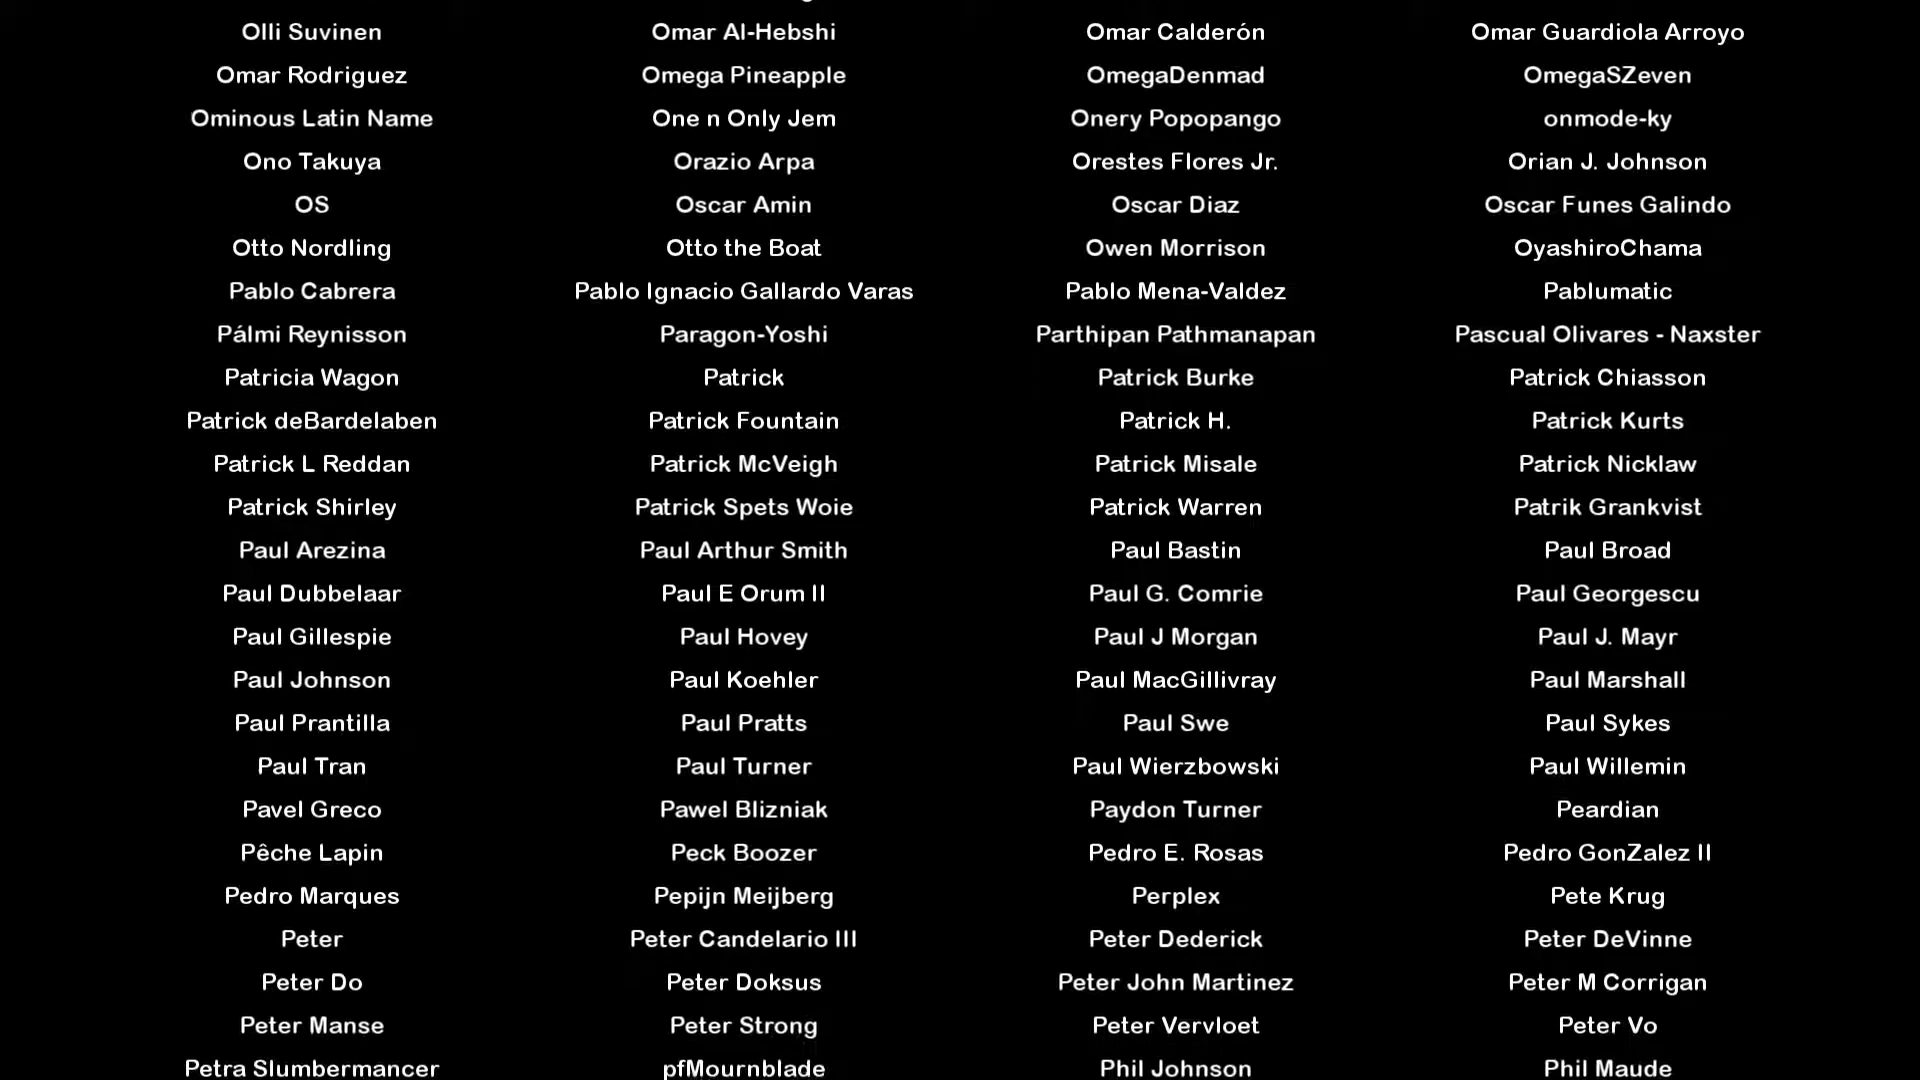 Olli Suvinen Omar Al-Hebshi Omar Calderón Omar Guardiola Arroyo
Omar Rodriguez Omega Pineapple OmegaDenmad OmegaSZeven
Ominous Latin Name One n Only Jem Onery Popopango onmode-ky
Ono Takuya Orazio Arpa Orestes Flores Jr. Orian J. Johnson
OS Oscar Amin Oscar Diaz Oscar Funes Galindo
Otto Nordling Otto the Boat Owen Morrison OyashiroChama
Pablo Cabrera Pablo Ignacio Gallardo Varas Pablo Mena-Valdez Pablumatic
Pálmi Reynisson Paragon-Yoshi Parthipan Pathmanapan Pascual Olivares - Naxster
Patricia Wagon Patrick Patrick Burke Patrick Chiasson
Patrick deBardelaben Patrick Fountain Patrick H. Patrick Kurts
Patrick L Reddan Patrick McVeigh Patrick Misale Patrick Nicklaw
Patrick Shirley Patrick Spets Woie Patrick Warren Patrik Grankvist
Paul Arezina Paul Arthur Smith Paul Bastin Paul Broad
Paul Dubbelaar Paul E Orum II Paul G. Comrie Paul Georgescu
Paul Gillespie Paul Hovey Paul J Morgan Paul J. Mayr
Paul Johnson Paul Koehler Paul MacGillivray Paul Marshall
Paul Prantilla Paul Pratts Paul Swe Paul Sykes
Paul Tran Paul Turner Paul Wierzbowski Paul Willemin
Pavel Greco Pawel Blizniak Paydon Turner Peardian
Pêche Lapin Peck Boozer Pedro E. Rosas Pedro GonZalez II
Pedro Marques Pepijn Meijberg Perplex Pete Krug
Peter Peter Candelario III Peter Dederick Peter DeVinne
Peter Do Peter Doksus Peter John Martinez Peter M Corrigan
Peter Manse Peter Strong Peter Vervloet Peter Vo
Petra Slumbermancer pfMournblade Phil Johnson Phil Maude